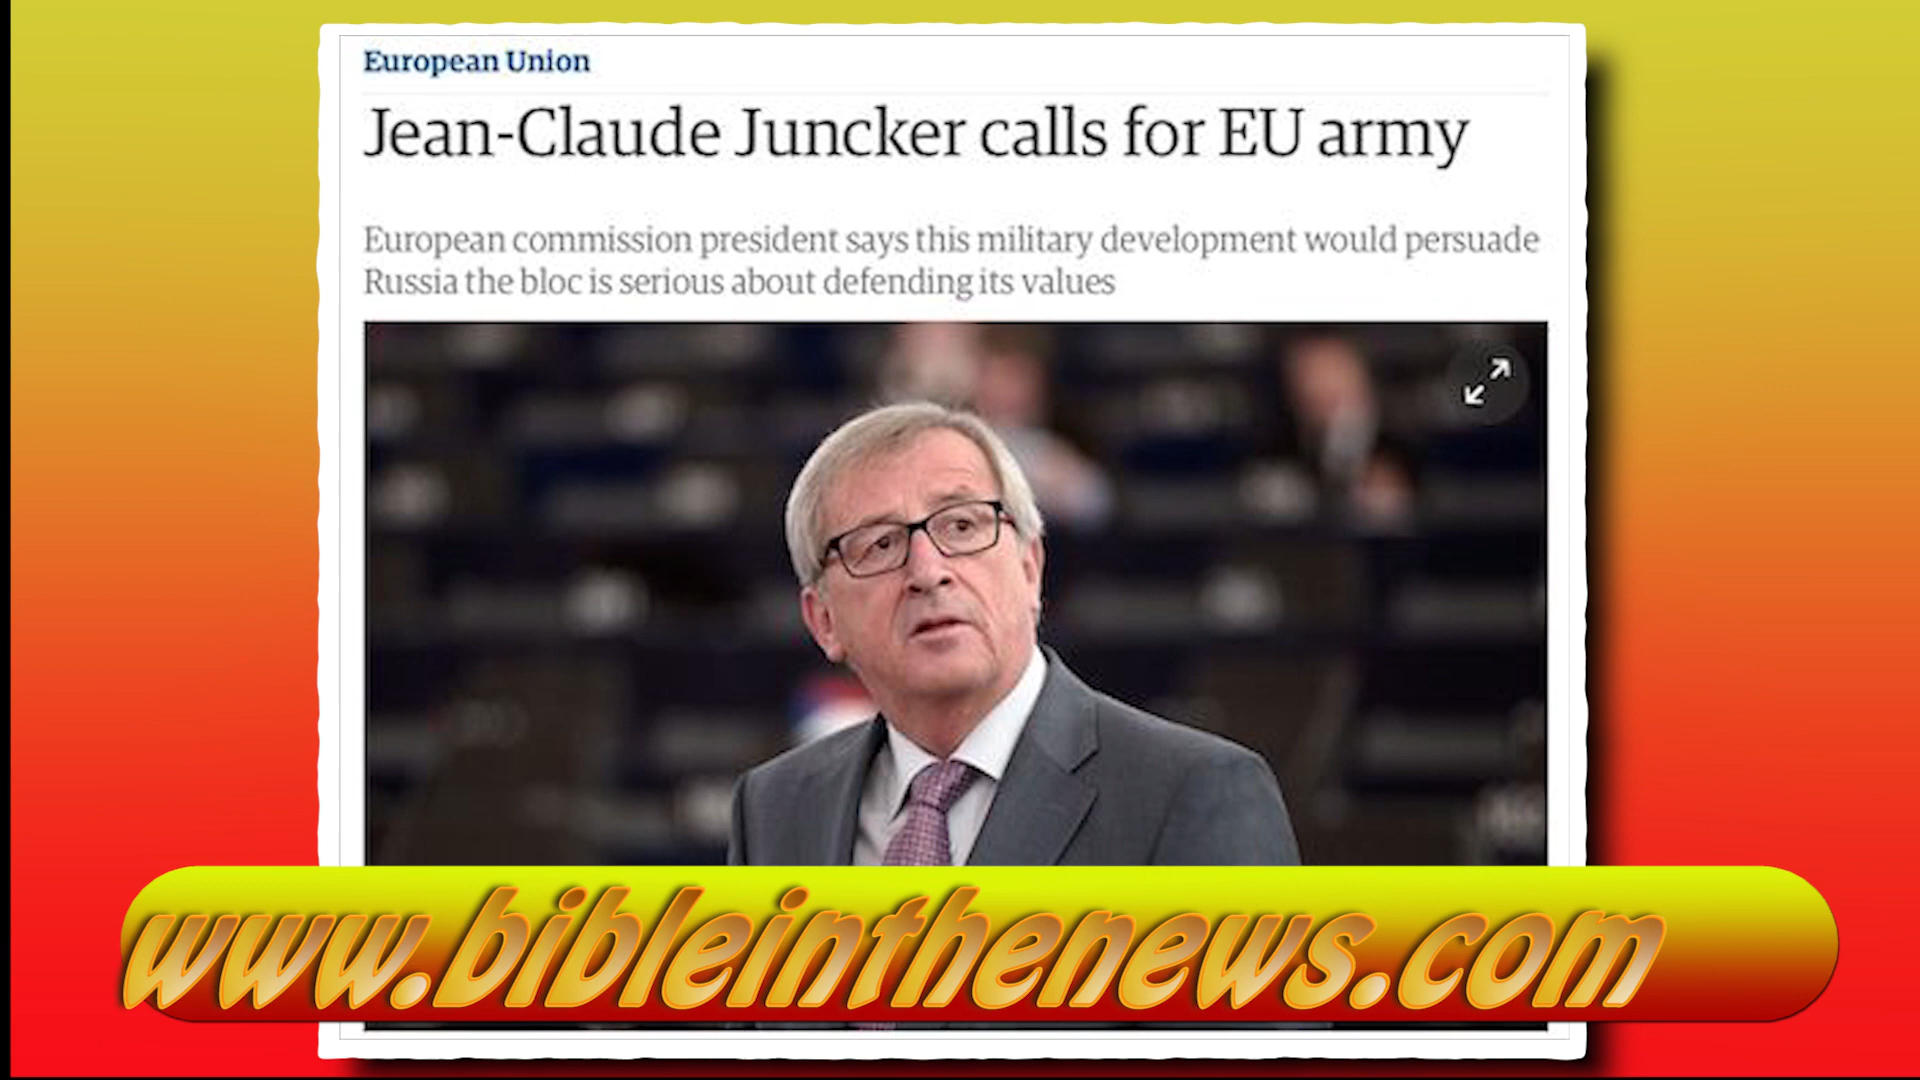 European Union
Jean-Claude Juncker calls for EU army
European commission president says this military development would persuade
Russia the bloc is serious about defending its values
www.bibleinthenews.com